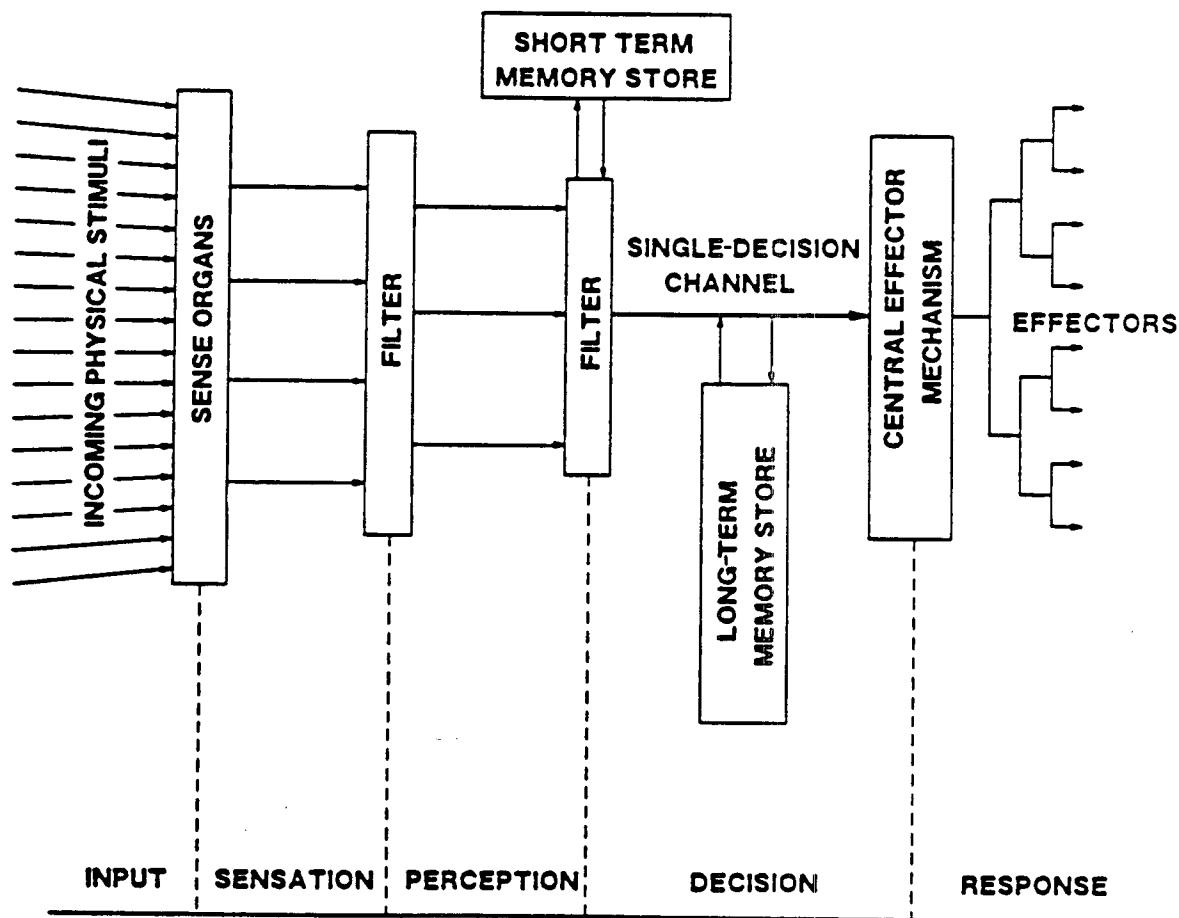 SHORT TERM
MEMORY STORE
INCOMING PHYSICAL STIMULI
SENSE ORGANS
FILTER
FILTER
SINGLE-DECISION
CHANNEL
LONG-TERM
MEMORY STORE
CENTRAL EFFECTOR
MECHANISM
EFFECTORS
INPUT
SENSATION
PERCEPTION
DECISION
RESPONSE